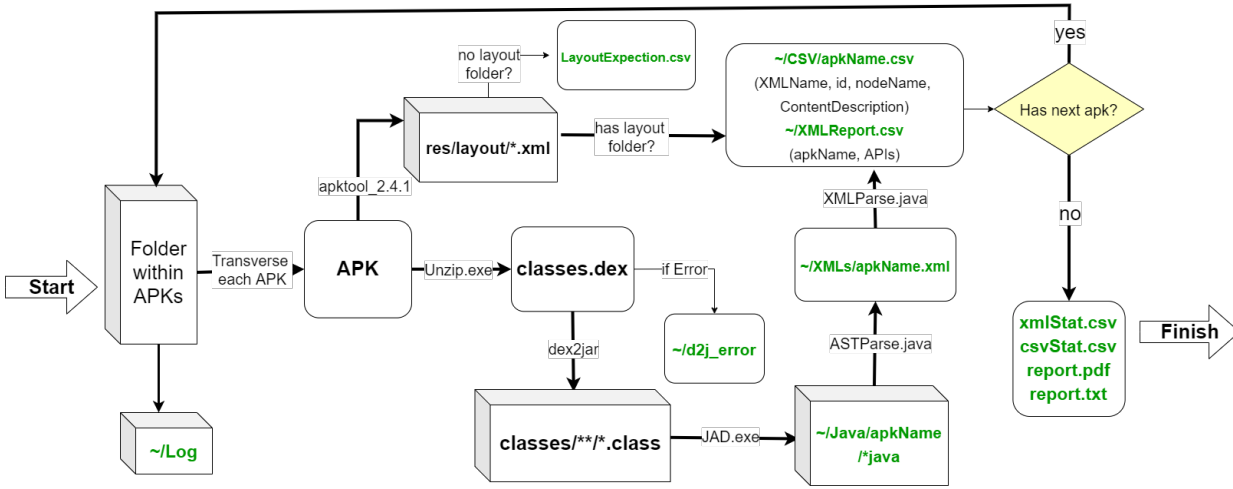 yes
no layout
folder?
LayoutExpection.csv
~/CSV/apkName.csv
(XMLName, id, nodeName,
ContentDescription)
~/XMLReport.csv
(apkName, APIs)
Has next apk?
res/layout/*.xml
has layout
folder?
apktool_2.4.1
XMLParse.java
no
Start
Folder
within
APKs
Transverse
each APK
APK
Unzip.exe
classes.dex
if Error
~/XMLs/apkName.xml
~/d2j_error
dex2jar
ASTParse.java
xmlStat.csv
csvStat.csv
report.pdf
report.txt
Finish
~/Log
classes/**/*.class
JAD.exe
~/Java/apkName
/*java